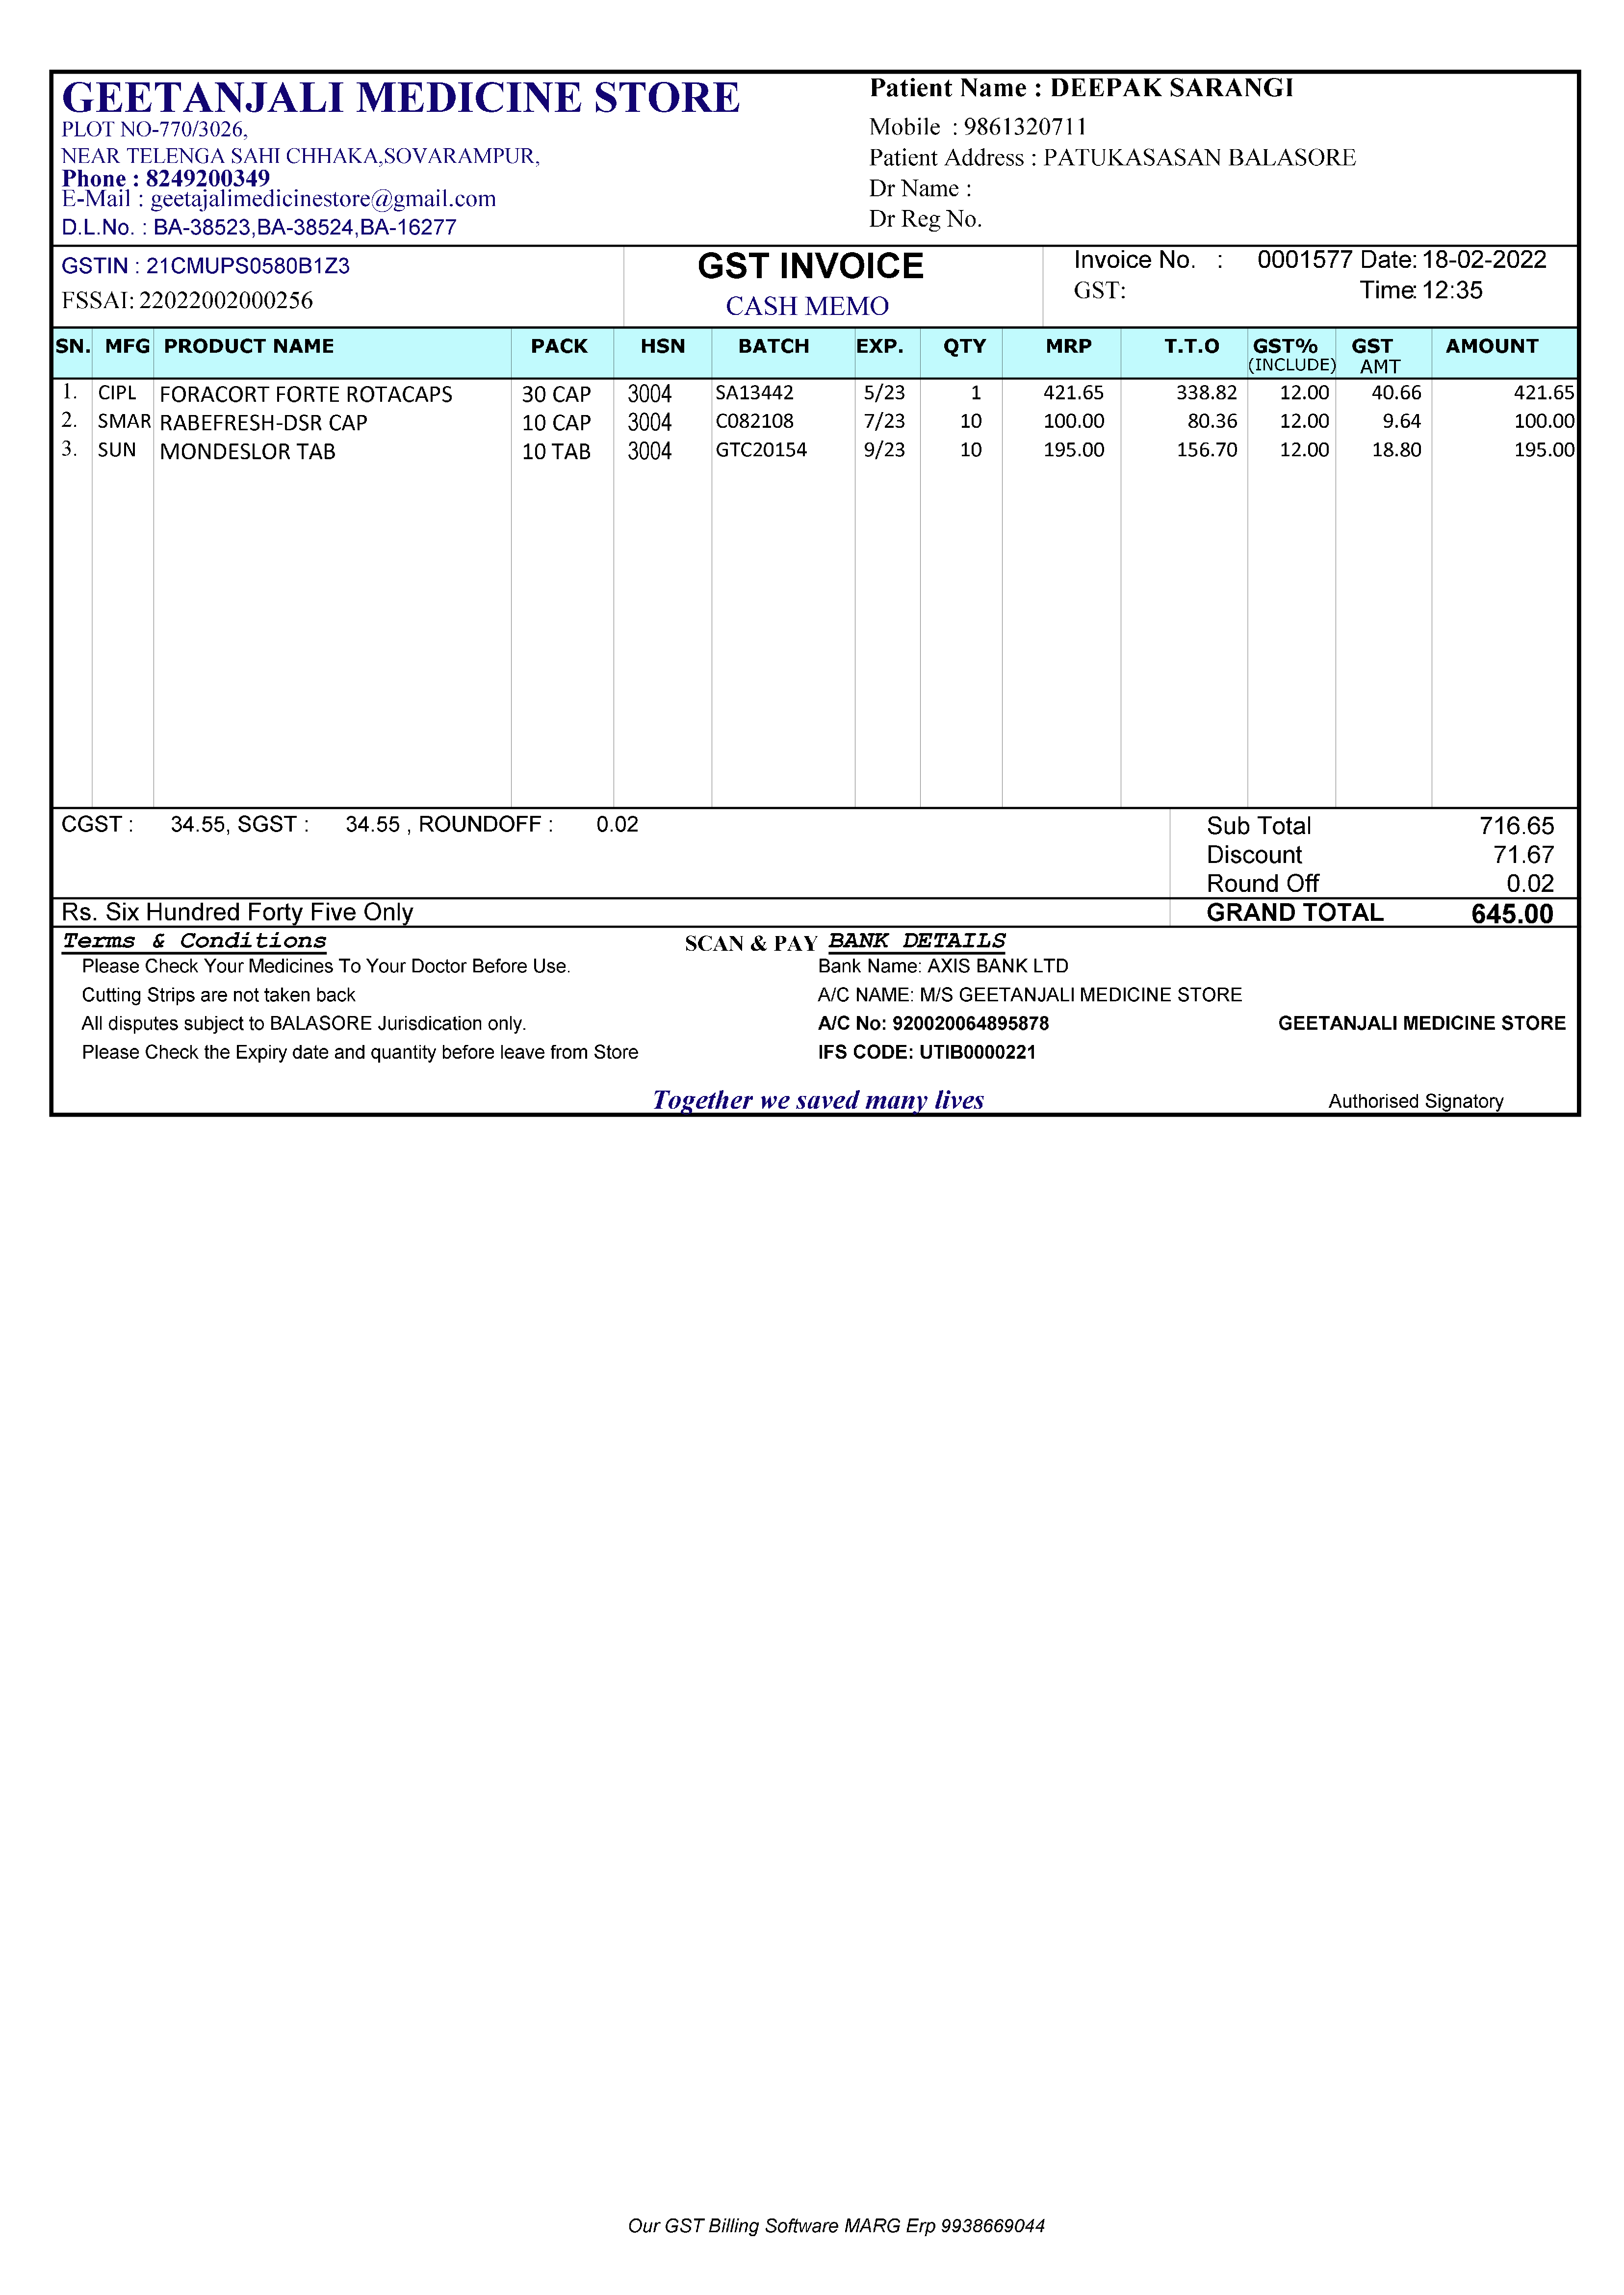 GEETANJALI MEDICINE STORE
PLOT NO-770/3026,
NEAR TELENGA SAHI CHHAKA,SOVARAMPUR,
Phone : 8249200349
E-Mail : geetajalimedicinestore@gmail.com
D.L.No. : BA-38523,BA-38524,BA-16277
Patient Name : DEEPAK SARANGI
Mobile : 9861320711
Patient Address : PATUKASASAN BALASORE
Dr Name :
Dr Reg No.
GSTIN : 21CMUPS0580B1Z3
FSSAI: 22022002000256
GST INVOICE
CASH MEMO
Invoice No. : 0001577 Date: 18-02-2022
GST: Time: 12:35
SN. MFG PRODUCT NAME PACK HSN BATCH EXP. QTY MRP T.T.O GST% (INCLUDE) GST AMT AMOUNT
1. CIPL FORACORT FORTE ROTACAPS 30 CAP 3004 SA13442 5/23 1 421.65 338.82 12.00 40.66 421.65
2. SMAR RABEFRESH-DSR CAP 10 CAP 3004 C082108 7/23 10 100.00 80.36 12.00 9.64 100.00
3. SUN MONDESLOR TAB 10 TAB 3004 GTC20154 9/23 10 195.00 156.70 12.00 18.80 195.00
CGST : 34.55, SGST : 34.55 , ROUNDOFF : 0.02
Sub Total 716.65
Discount 71.67
Round Off 0.02
Rs. Six Hundred Forty Five Only
GRAND TOTAL 645.00
Terms & Conditions
Please Check Your Medicines To Your Doctor Before Use.
Cutting Strips are not taken back
All disputes subject to BALASORE Jurisdication only.
Please Check the Expiry date and quantity before leave from Store
SCAN & PAY BANK DETAILS
Bank Name: AXIS BANK LTD
A/C NAME: M/S GEETANJALI MEDICINE STORE
A/C No: 920020064895878
IFS CODE: UTIB0000221
GEETANJALI MEDICINE STORE
Together we saved many lives
Authorised Signatory
Our GST Billing Software MARG Erp 9938669044